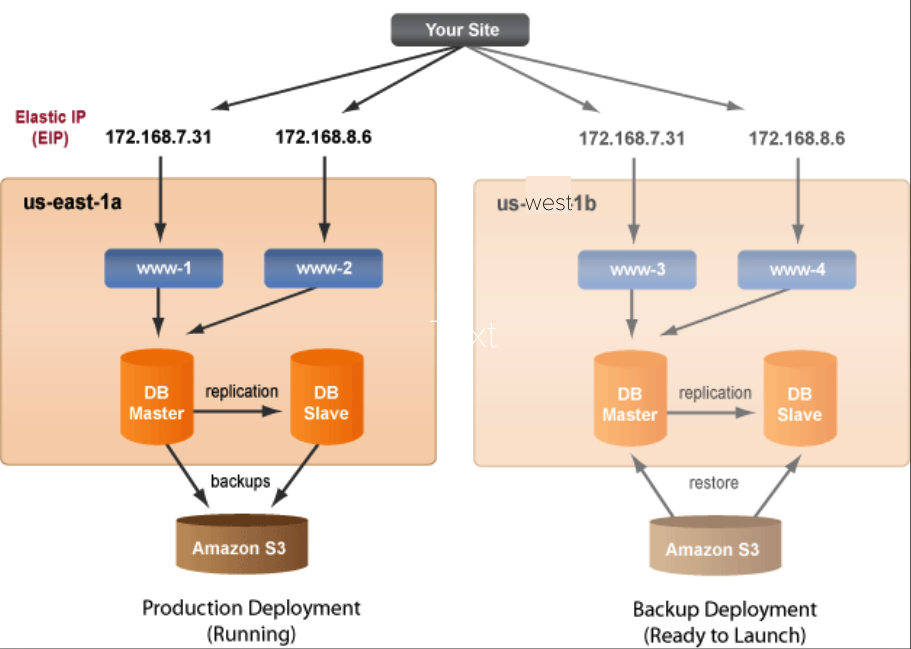 Your Site
Elastic IP
(EIP)
172.168.7.31
172.168.8.6
172.168.7.31
172.168.8.6
us-east-1a
us-west1b
www-1
www-2
www-3
www-4
DB
Master
replication
DB
Slave
DB
Master
replication
DB
Slave
backups
restore
Amazon S3
Amazon S3
Production Deployment
(Running)
Backup Deployment
(Ready to Launch)